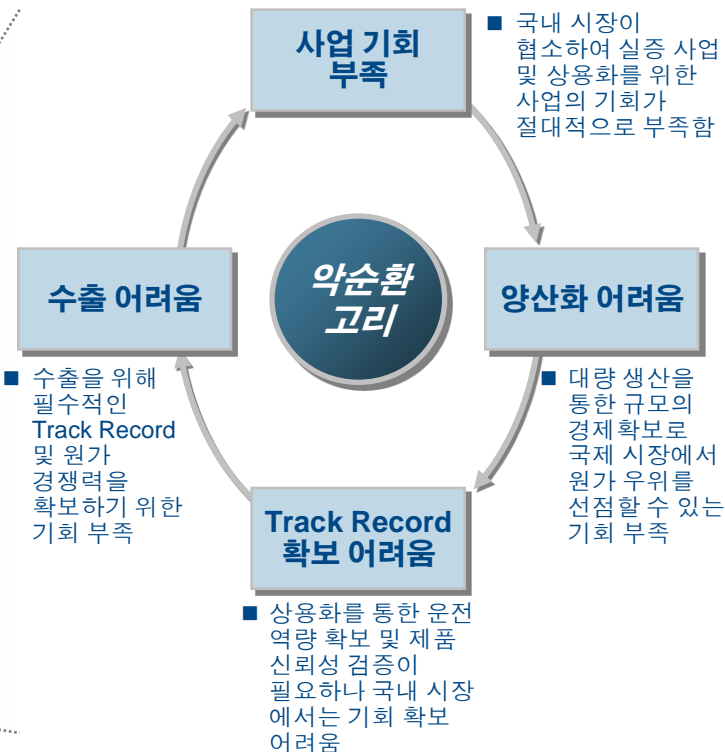 사업 기회
부족
■ 국내 시장이
협소하여 실증 사업
및 상용화를 위한
사업의 기회가
절대적으로 부족함
악순환
고리
수출 어려움
양산화 어려움
■ 수출을 위해
필수적인
Track Record
및 원가
경쟁력을
확보하기 위한
기회 부족
■ 대량 생산을
통한 규모의
경제확보로
국제 시장에서
원가 우위를
선점할 수 있는
기회 부족
Track Record
확보 어려움
■ 상용화를 통한 운전
역량 확보 및 제품
신뢰성 검증이
필요하나 국내 시장
에서는 기회 확보
어려움